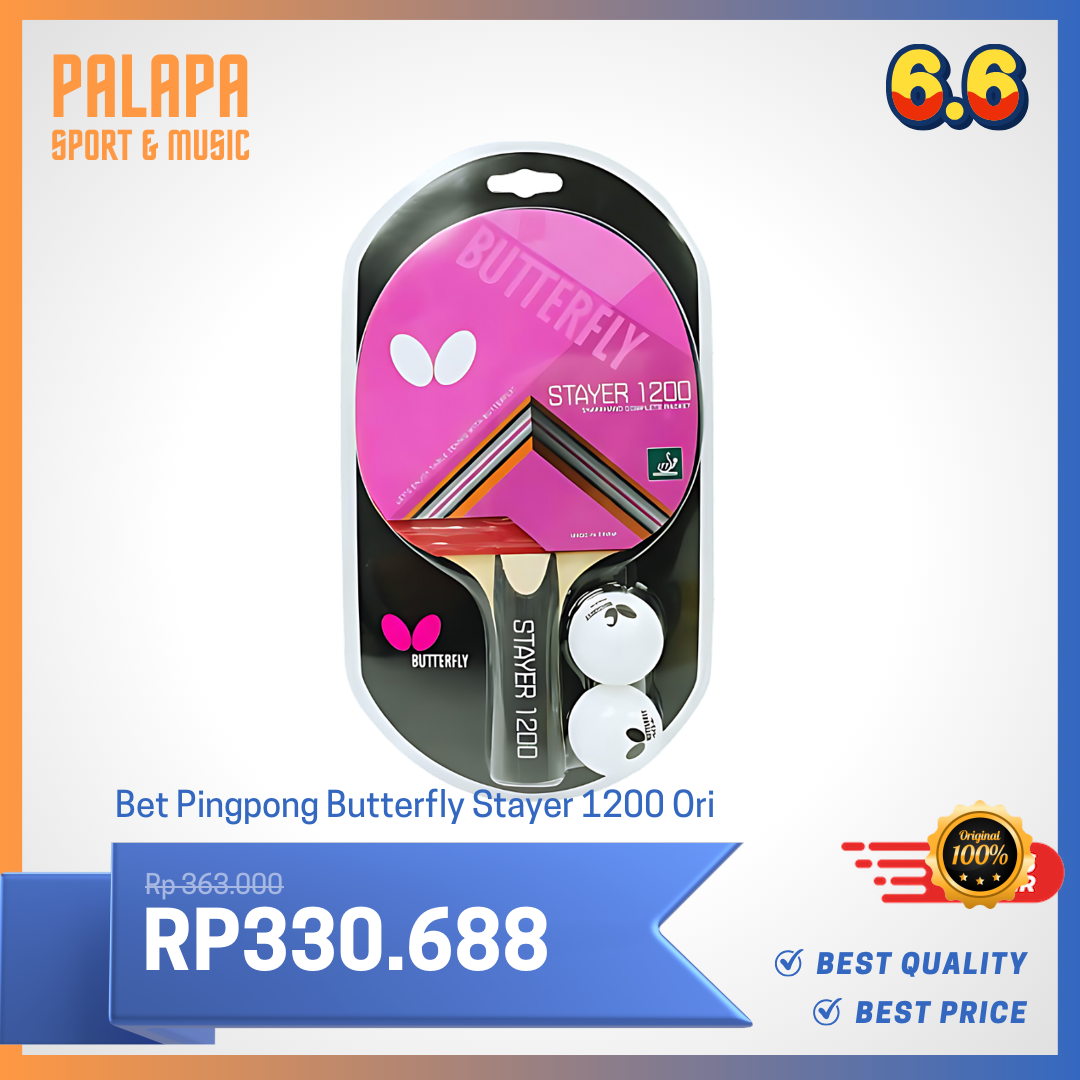 PALAPA
SPORT & MUSIC
6.6
BUTTERFLY
STAYER 1200
BUTTERFLY
STAYER 1200
Bet Pingpong Butterfly Stayer 1200 Ori
Rp 363.000
RP330.688
Original
100%
BEST QUALITY
BEST PRICE